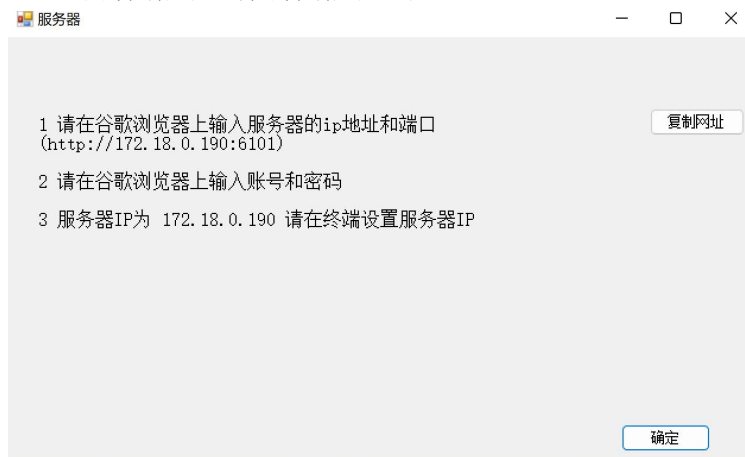 服务器
1 请在谷歌浏览器上输入服务器的ip地址和端口
(http://172.18.0.190:6101)
复制网址
2 请在谷歌浏览器上输入账号和密码
3 服务器IP为 172.18.0.190 请在终端设置服务器IP
确定